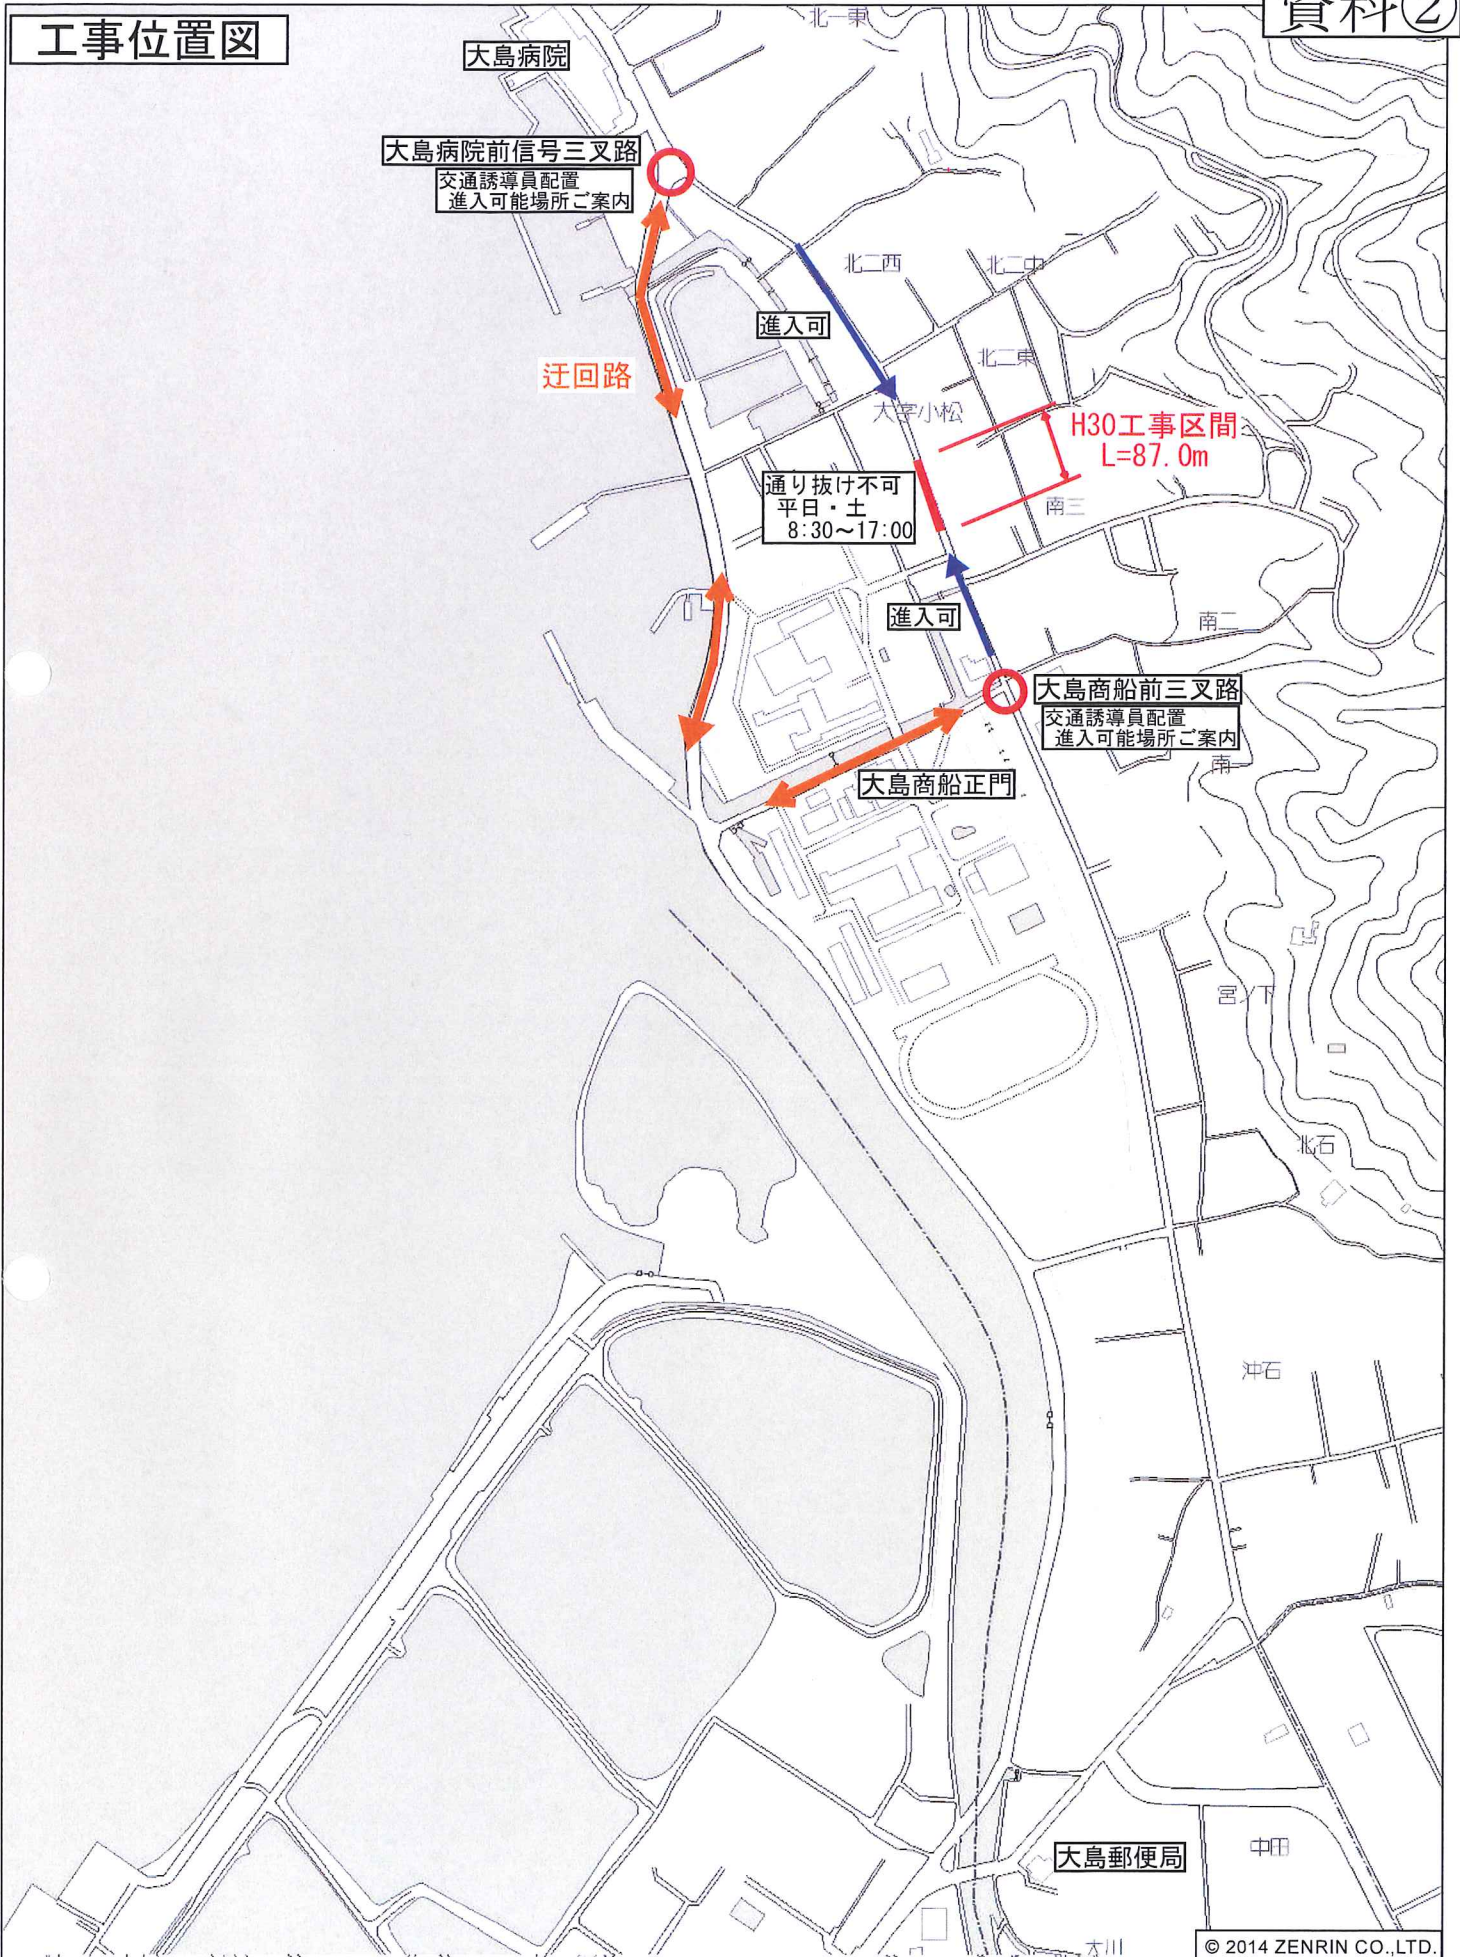 資料②
工事位置図
北一東
大島病院
大島病院前信号三叉路
交通誘導員配置
進入可能場所ご案内
北二西
北二中
進入可
北二東
迂回路
大字小松
H30工事区間
L=87.0m
通り抜け不可
平日・土
8:30～17:00
南三
進入可
南二
大島商船前三叉路
交通誘導員配置
進入可能場所ご案内
南一
大島商船正門
宮ノ下
北石
沖石
大島郵便局
中田
大川
© 2014 ZENRIN CO.,LTD.